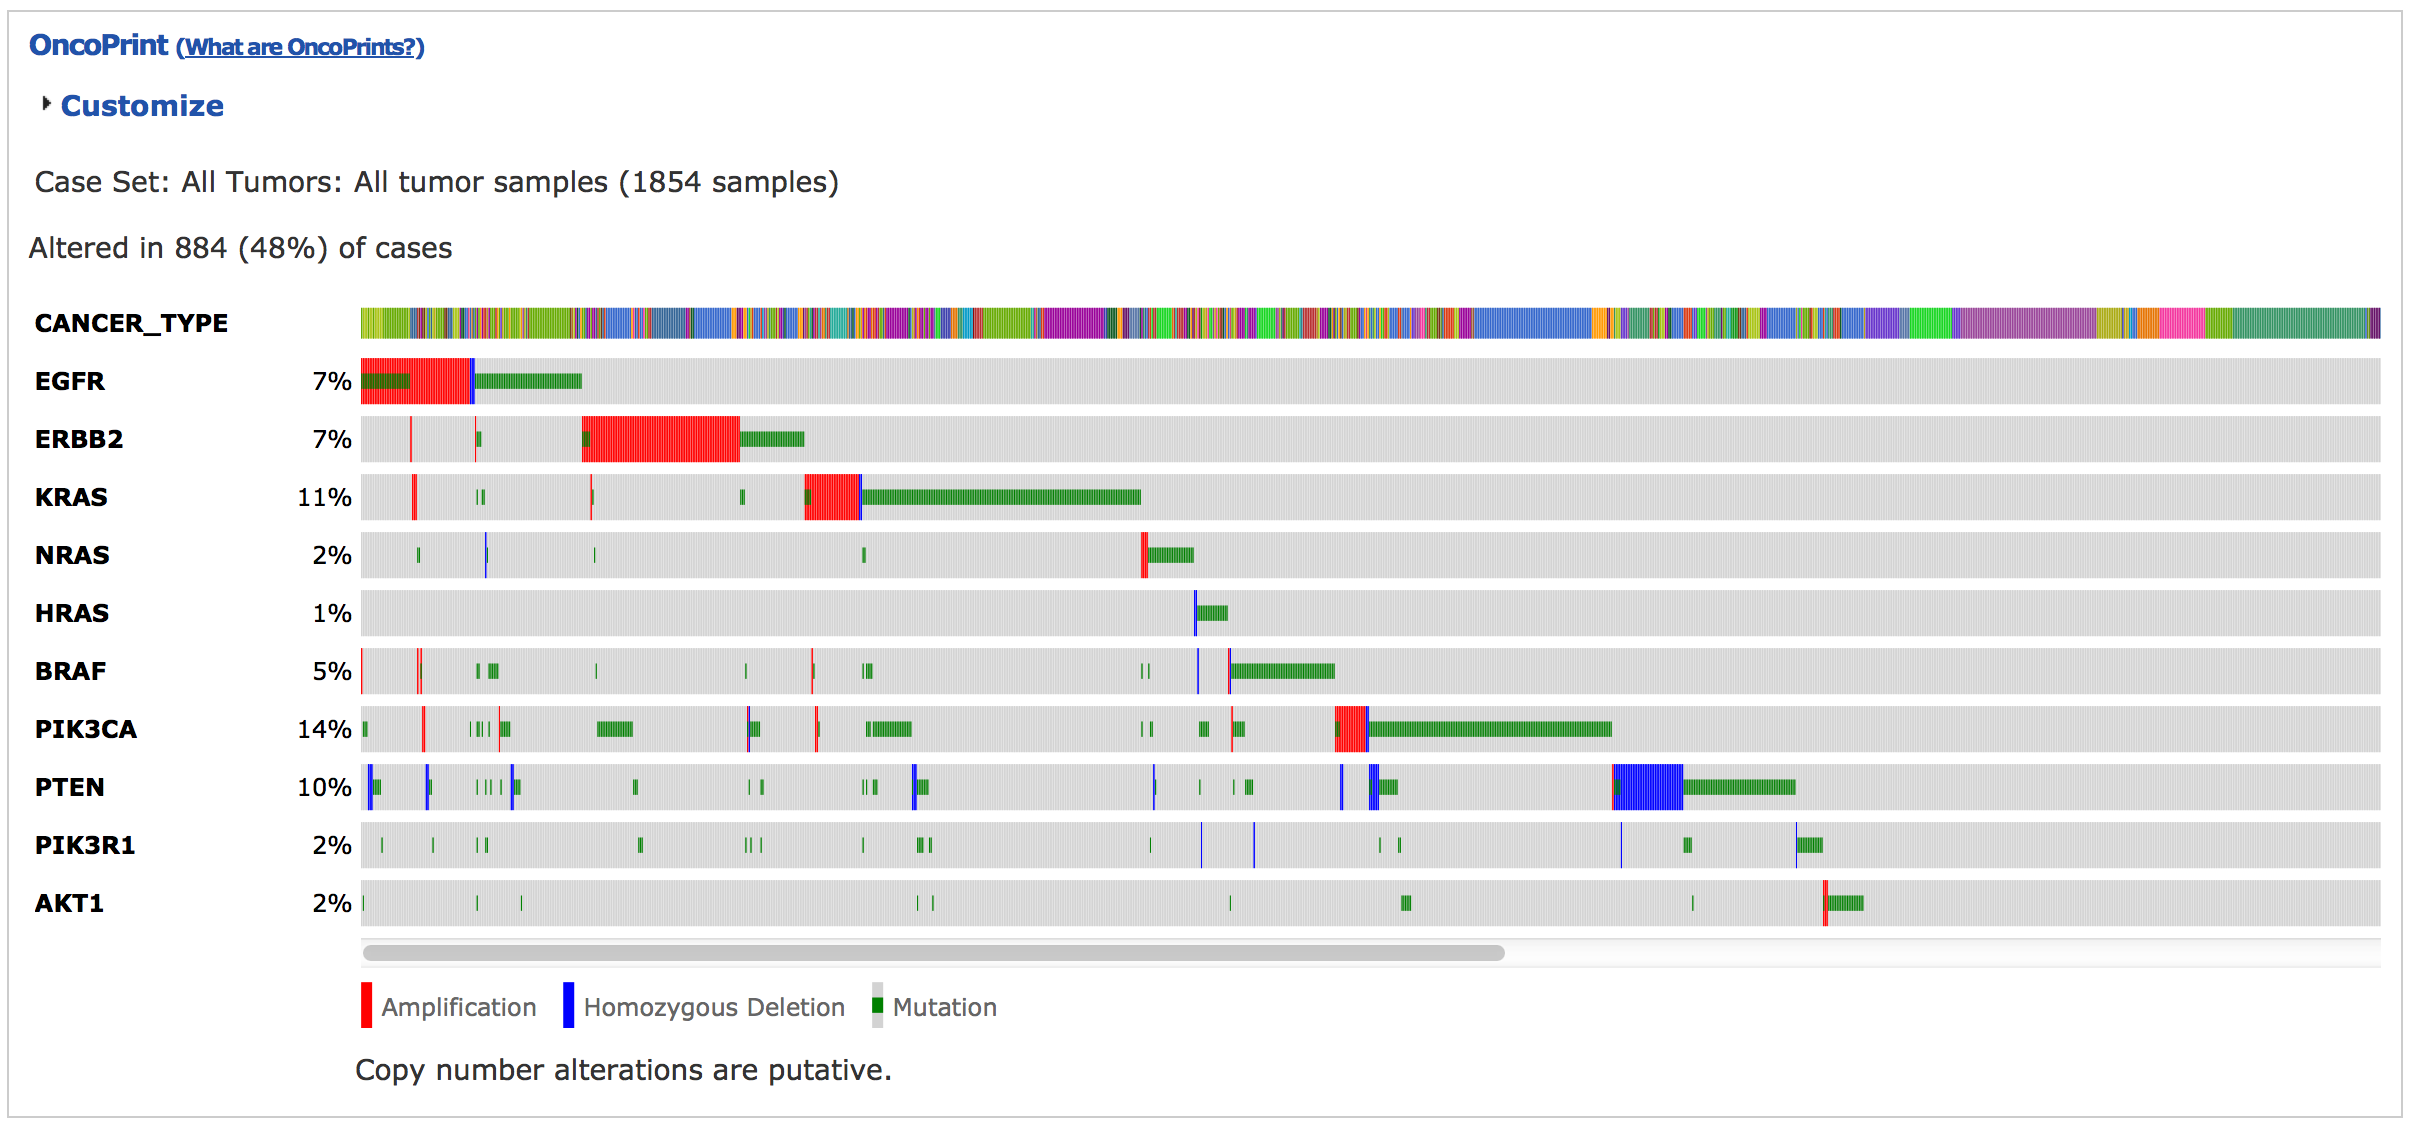 OncoPrint (What are OncoPrints?)
Customize
Case Set: All Tumors: All tumor samples (1854 samples)
Altered in 884 (48%) of cases
CANCER_TYPE
EGFR 7%
ERBB2 7%
KRAS 11%
NRAS 2%
HRAS 1%
BRAF 5%
PIK3CA 14%
PTEN 10%
PIK3R1 2%
AKT1 2%
Amplification Homozygous Deletion Mutation
Copy number alterations are putative.